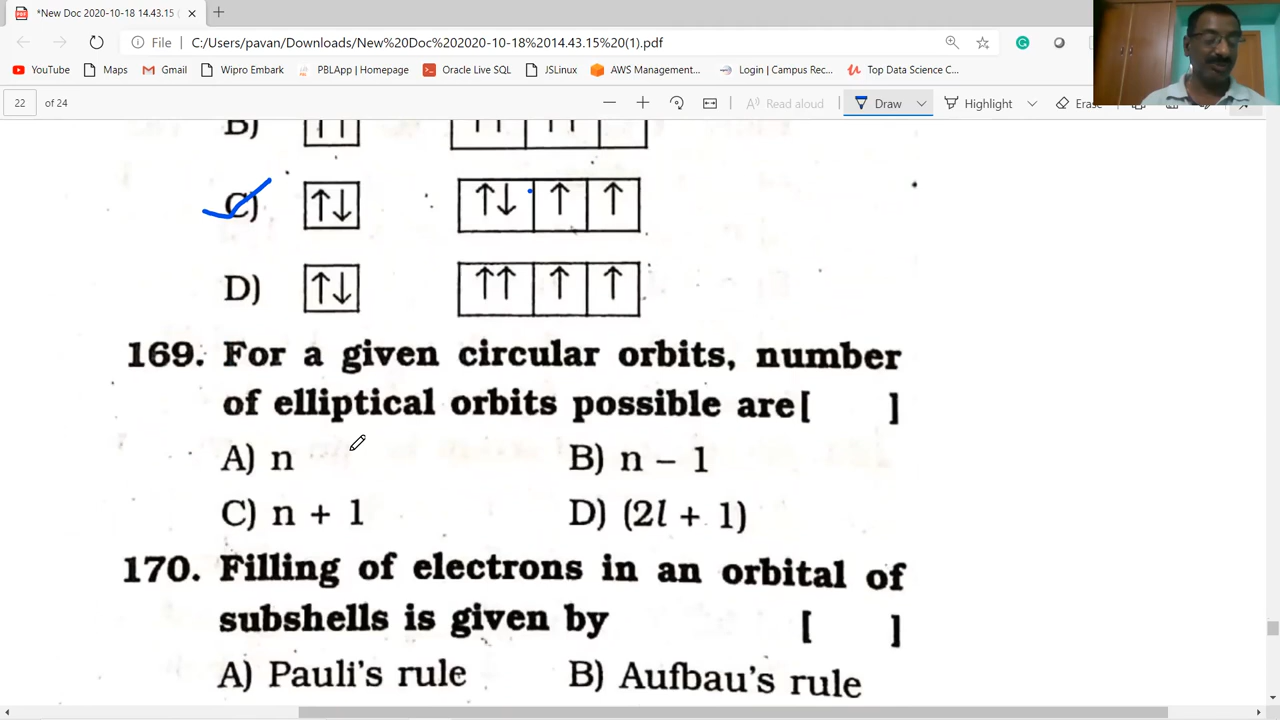 *New Doc 2020-10-18 14.43.15 (
File
C:/Users/pavan/Downloads/New%20Doc%202020-10-18%2014.43.15%20(1).pdf
YouTube
Maps
Gmail
Wipro Embark
PBLApp | Homepage
Oracle Live SQL
JSLinux
AWS Management...
Login | Campus Rec...
Top Data Science C...
22 of 24
Read aloud
Draw
Highlight
Erase
B) ↑↑ ↑↑ ↑↑
C) ↑↓ ↑↓ ↑ ↑
D) ↑↓ ↑↑ ↑ ↑
169. For a given circular orbits, number
of elliptical orbits possible are[ ]
A) n B) n – 1
C) n + 1 D) (2l + 1)
170. Filling of electrons in an orbital of
subshells is given by [ ]
A) Pauli's rule B) Aufbau's rule